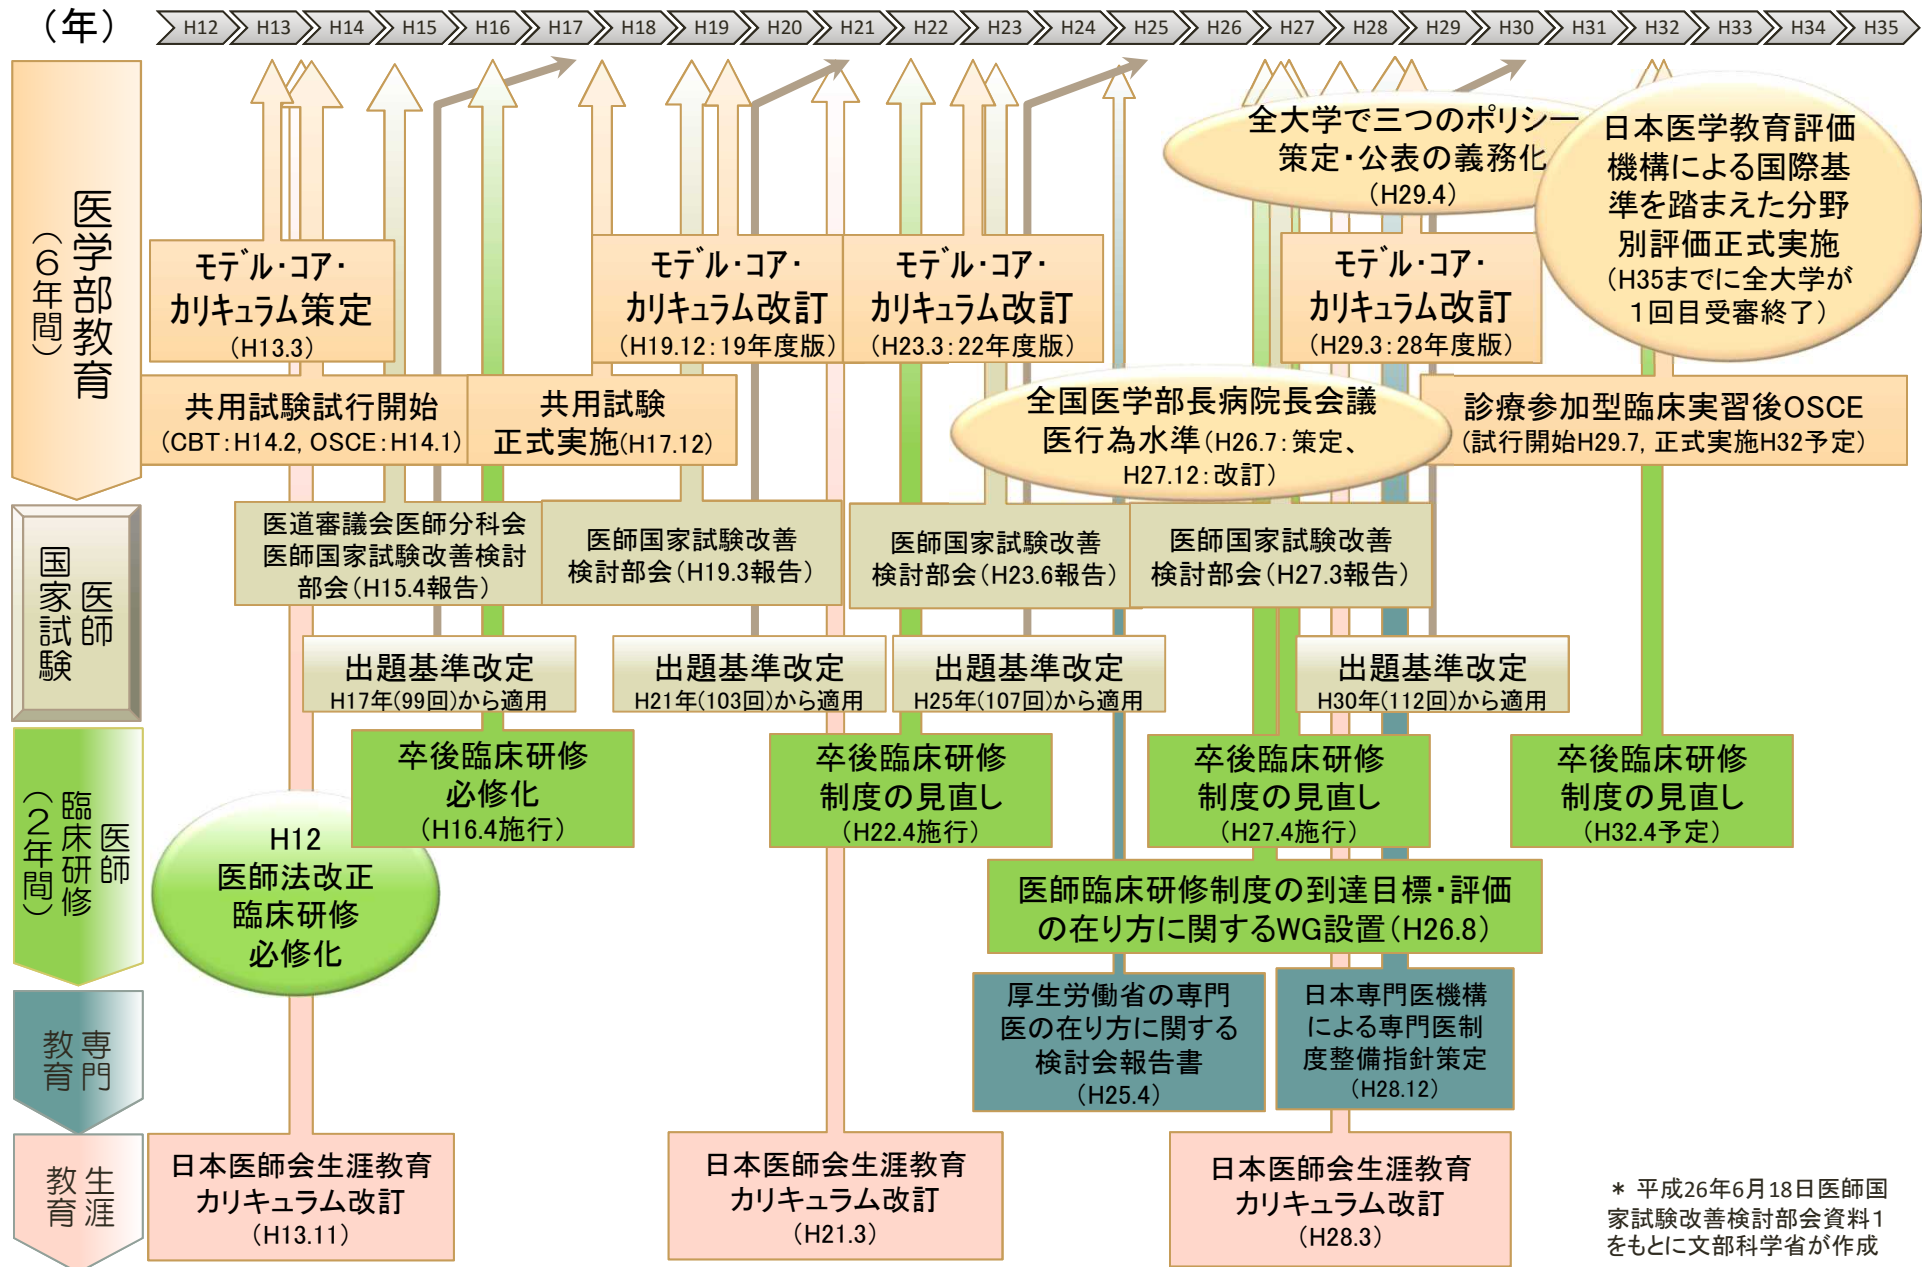 (年)
H12 H13 H14 H15 H16 H17 H18 H19 H20 H21 H22 H23 H24 H25 H26 H27 H28 H29 H30 H31 H32 H33 H34 H35
医学部教育
(6年間)
全大学で三つのポリシー
策定・公表の義務化
(H29.4)
日本医学教育評価
機構による国際基
準を踏まえた分野
別評価正式実施
(H35までに全大学が
1回目受審終了)
モデル・コア・
カリキュラム策定
(H13.3)
モデル・コア・
カリキュラム改訂
(H19.12:19年度版)
モデル・コア・
カリキュラム改訂
(H23.3:22年度版)
モデル・コア・
カリキュラム改訂
(H29.3:28年度版)
共用試験試行開始
(CBT:H14.2, OSCE:H14.1)
共用試験
正式実施(H17.12)
全国医学部長病院長会議
医行為水準(H26.7:策定、
H27.12:改訂)
診療参加型臨床実習後OSCE
(試行開始H29.7, 正式実施H32予定)
医師
国家試験
医道審議会医師分科会
医師国家試験改善検討
部会(H15.4報告)
医師国家試験改善
検討部会(H19.3報告)
医師国家試験改善
検討部会(H23.6報告)
医師国家試験改善
検討部会(H27.3報告)
出題基準改定
H17年(99回)から適用
出題基準改定
H21年(103回)から適用
出題基準改定
H25年(107回)から適用
出題基準改定
H30年(112回)から適用
医師
臨床研修
(2年間)
H12
医師法改正
臨床研修
必修化
卒後臨床研修
必修化
(H16.4施行)
卒後臨床研修
制度の見直し
(H22.4施行)
卒後臨床研修
制度の見直し
(H27.4施行)
卒後臨床研修
制度の見直し
(H32.4予定)
医師臨床研修制度の到達目標・評価
の在り方に関するWG設置(H26.8)
専門
教育
厚生労働省の専門
医の在り方に関する
検討会報告書
(H25.4)
日本専門医機構
による専門医制
度整備指針策定
(H28.12)
生涯
教育
日本医師会生涯教育
カリキュラム改訂
(H13.11)
日本医師会生涯教育
カリキュラム改訂
(H21.3)
日本医師会生涯教育
カリキュラム改訂
(H28.3)
* 平成26年6月18日医師国
家試験改善検討部会資料1
をもとに文部科学省が作成